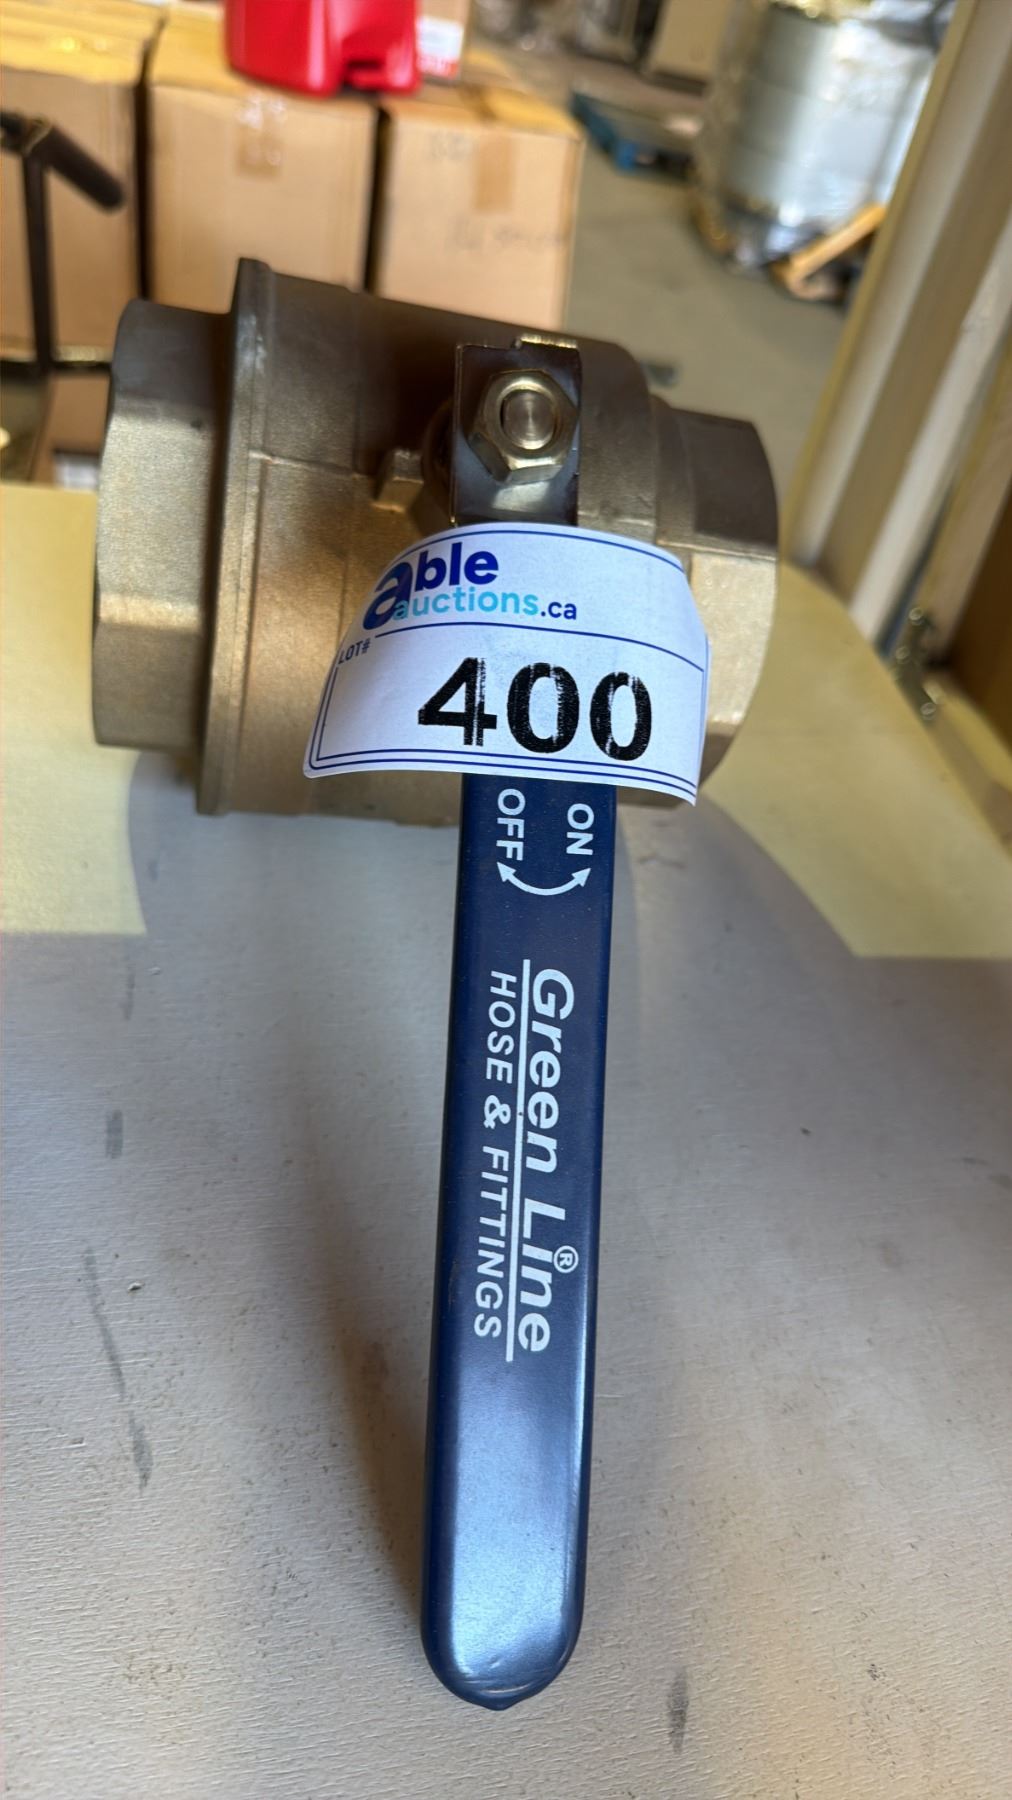 able
auctions.ca
LOT#
400
OFF
ON
Green Line®
HOSE & FITTINGS